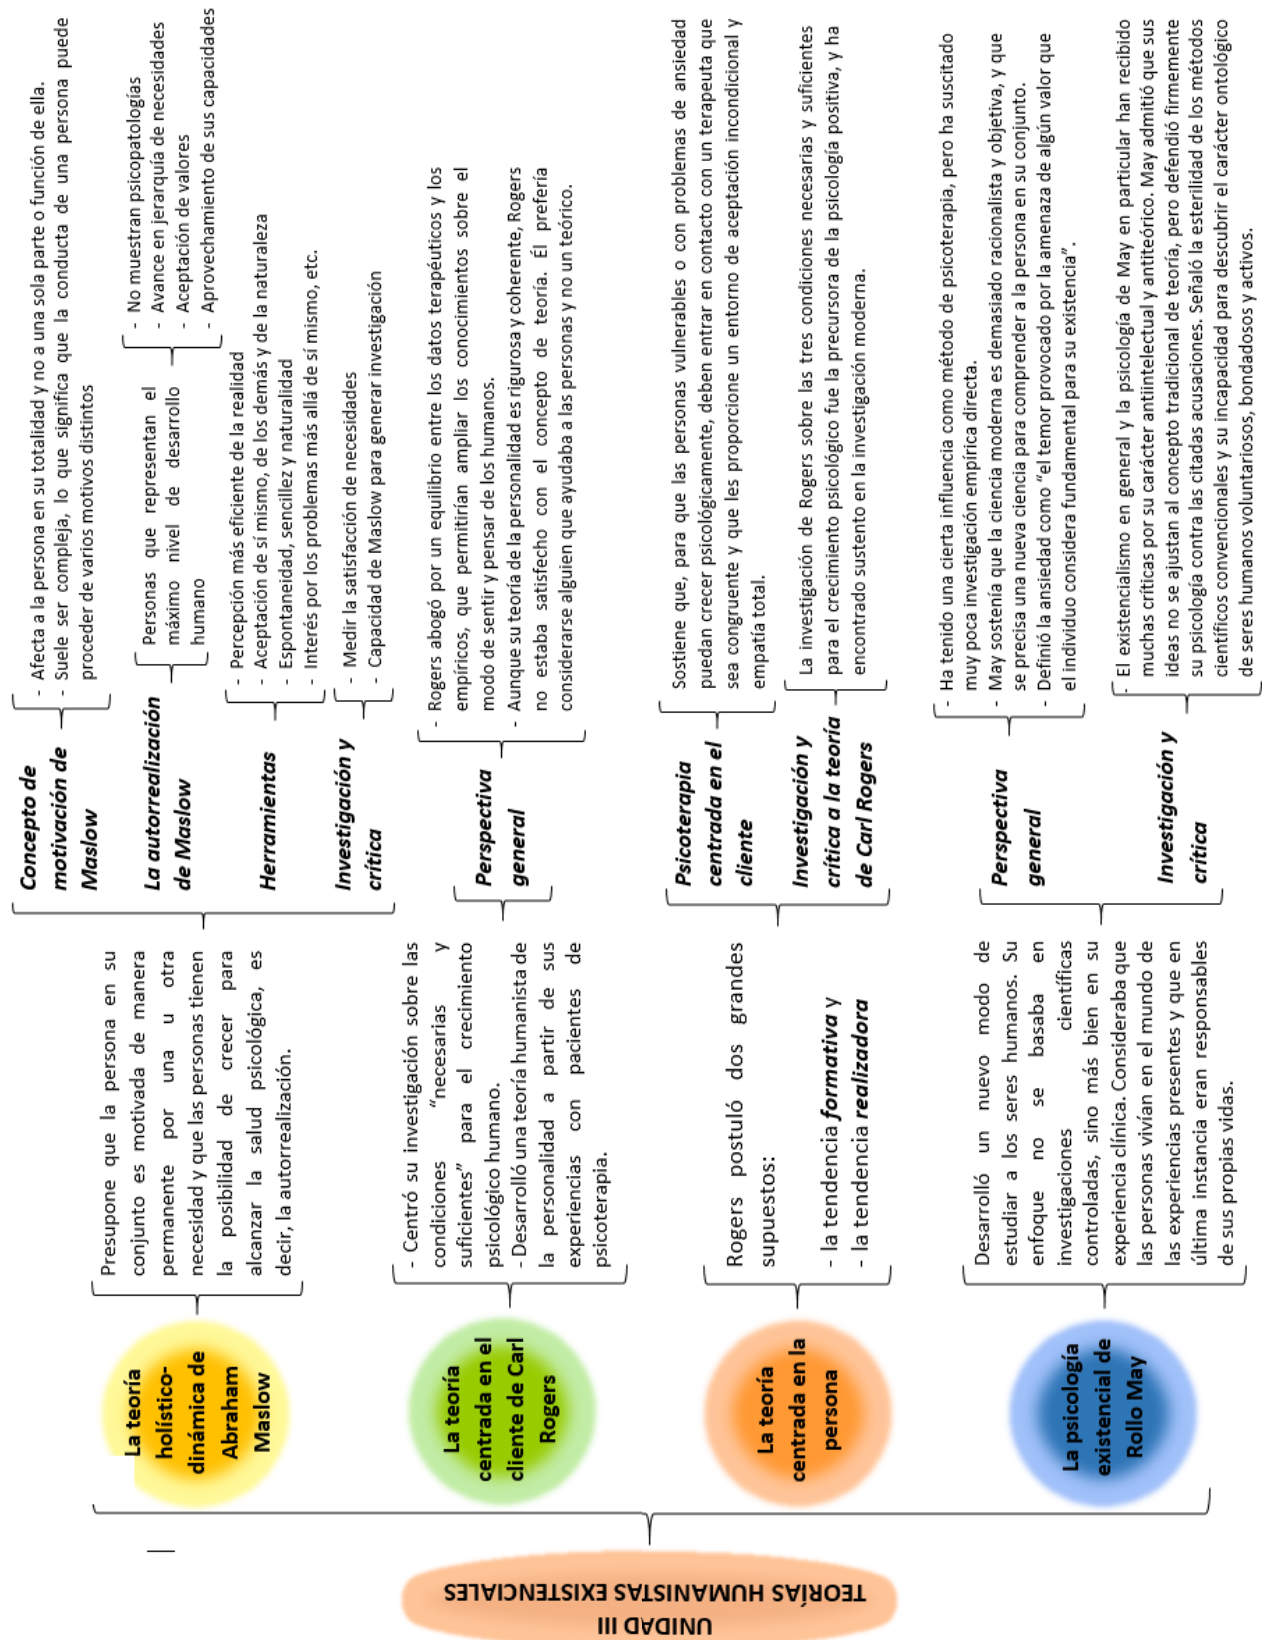 UNIDAD III
TEORÍAS HUMANISTAS EXISTENCIALES
La teoría
holístico-
dinámica de
Abraham
Maslow
Presupone que la persona en su
conjunto es motivada de manera
permanente por una u otra
necesidad y que las personas tienen
la posibilidad de crecer para
alcanzar la salud psicológica, es
decir, la autorrealización.
Concepto de
motivación de
Maslow
- Afecta a la persona en su totalidad y no a una sola parte o función de ella.
- Suele ser compleja, lo que significa que la conducta de una persona puede
proceder de varios motivos distintos
La autorrealización
de Maslow
Personas que representan el
máximo nivel de desarrollo
humano
- No muestran psicopatologías
- Avance en jerarquía de necesidades
- Aceptación de valores
- Aprovechamiento de sus capacidades
Herramientas
- Percepción más eficiente de la realidad
- Aceptación de sí mismo, de los demás y de la naturaleza
- Espontaneidad, sencillez y naturalidad
- Interés por los problemas más allá de sí mismo, etc.
Investigación y
crítica
- Medir la satisfacción de necesidades
- Capacidad de Maslow para generar investigación
La teoría
centrada en el
cliente de Carl
Rogers
- Centró su investigación sobre las
condiciones "necesarias y
suficientes" para el crecimiento
psicológico humano.
- Desarrolló una teoría humanista de
la personalidad a partir de sus
experiencias con pacientes de
psicoterapia.
Perspectiva
general
- Rogers abogó por un equilibrio entre los datos terapéuticos y los
empíricos, que permitirían ampliar los conocimientos sobre el
modo de sentir y pensar de los humanos.
- Aunque su teoría de la personalidad es rigurosa y coherente, Rogers
no estaba satisfecho con el concepto de teoría. Él prefería
considerarse alguien que ayudaba a las personas y no un teórico.
La teoría
centrada en la
persona
Rogers postuló dos grandes
supuestos:
- la tendencia formativa y
- la tendencia realizadora
Psicoterapia
centrada en el
cliente
Sostiene que, para que las personas vulnerables o con problemas de ansiedad
puedan crecer psicológicamente, deben entrar en contacto con un terapeuta que
sea congruente y que les proporcione un entorno de aceptación incondicional y
empatía total.
Investigación y
crítica a la teoría
de Carl Rogers
La investigación de Rogers sobre las tres condiciones necesarias y suficientes
para el crecimiento psicológico fue la precursora de la psicología positiva, y ha
encontrado sustento en la investigación moderna.
La psicología
existencial de
Rollo May
Desarrolló un nuevo modo de
estudiar a los seres humanos. Su
enfoque no se basaba en
investigaciones científicas
controladas, sino más bien en su
experiencia clínica. Consideraba que
las personas vivían en el mundo de
las experiencias presentes y que en
última instancia eran responsables
de sus propias vidas.
Perspectiva
general
- Ha tenido una cierta influencia como método de psicoterapia, pero ha suscitado
muy poca investigación empírica directa.
- May sostenía que la ciencia moderna es demasiado racionalista y objetiva, y que
se precisa una nueva ciencia para comprender a la persona en su conjunto.
- Definió la ansiedad como "el temor provocado por la amenaza de algún valor que
el individuo considera fundamental para su existencia".
Investigación y
crítica
- El existencialismo en general y la psicología de May en particular han recibido
muchas críticas por su carácter antiintelectual y antiteórico. May admitió que sus
ideas no se ajustan al concepto tradicional de teoría, pero defendió firmemente
su psicología contra las citadas acusaciones. Señaló la esterilidad de los métodos
científicos convencionales y su incapacidad para descubrir el carácter ontológico
de seres humanos voluntariosos, bondadosos y activos.